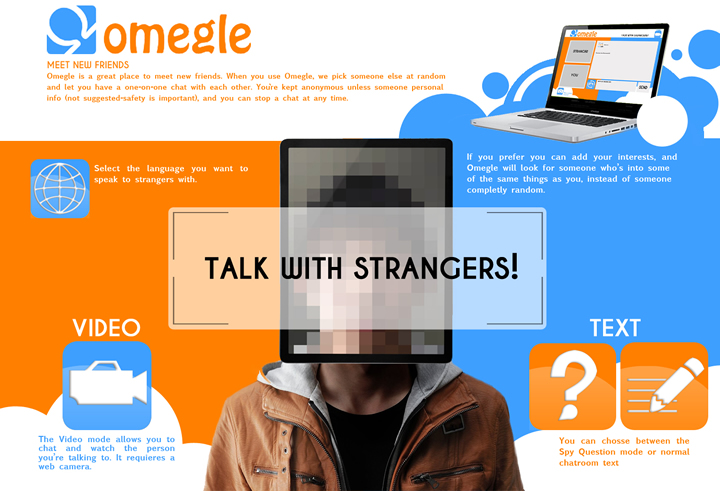 omegle
MEET NEW FRIENDS
Omegle is a great place to meet new friends. When you use Omegle, we pick someone else at random
and let you have a one-on-one chat with each other. You're kept anonymous unless someone personal
info (not suggested-safety is important), and you can stop a chat at any time.
omegle
STRANGER
YOU
SEND
Select the language you want to
speak to strangers with.
If you prefer you can add your interests, and
Omegle will look for someone who's into some
of the same things as you, instead of someone
completly random.
TALK WITH STRANGERS!
VIDEO
The Video mode allows you to
chat and watch the person
you're talking to. It requieres a
web camera.
TEXT
You can chosse between the
Spy Question mode or normal
chatroom text